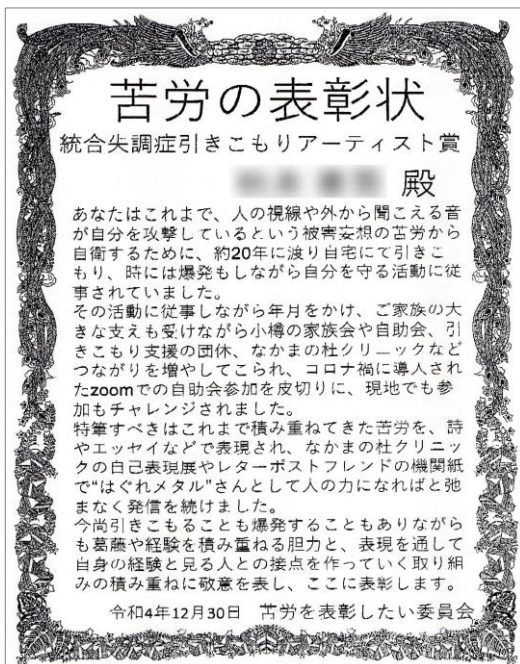 苦労の表彰状
統合失調症引きこもりアーティスト賞
殿
あなたはこれまで、人の視線や外から聞こえる音
が自分を攻撃しているという被害妄想の苦労から
自衛するために、約20年に渡り自宅にて引きこ
もり、時には爆発もしながら自分を守る活動に従
事されていました。
その活動に従事しながら年月をかけ、ご家族の大
きな支えも受けながら小樽の家族会や自助会、引
きこもり支援の団体、なかまの杜クリニックなど
つながりを増やしてこられ、コロナ禍に導入され
たzoomでの自助会参加を皮切りに、現地でも参
加もチャレンジされました。
特筆すべきはこれまで積み重ねてきた苦労を、詩
やエッセイなどで表現され、なかまの杜クリニッ
クの自己表現展やレターポストフレンドの機関紙
で“はぐれメタル”さんとして人の力になればと弛
まなく発信を続けました。
今尚引きこもることも爆発することもありながら
も葛藤や経験を積み重ねる胆力と、表現を通して
自身の経験と見る人との接点を作っていく取り組
みの積み重ねに敬意を表し、ここに表彰します。
令和4年12月30日 苦労を表彰したい委員会